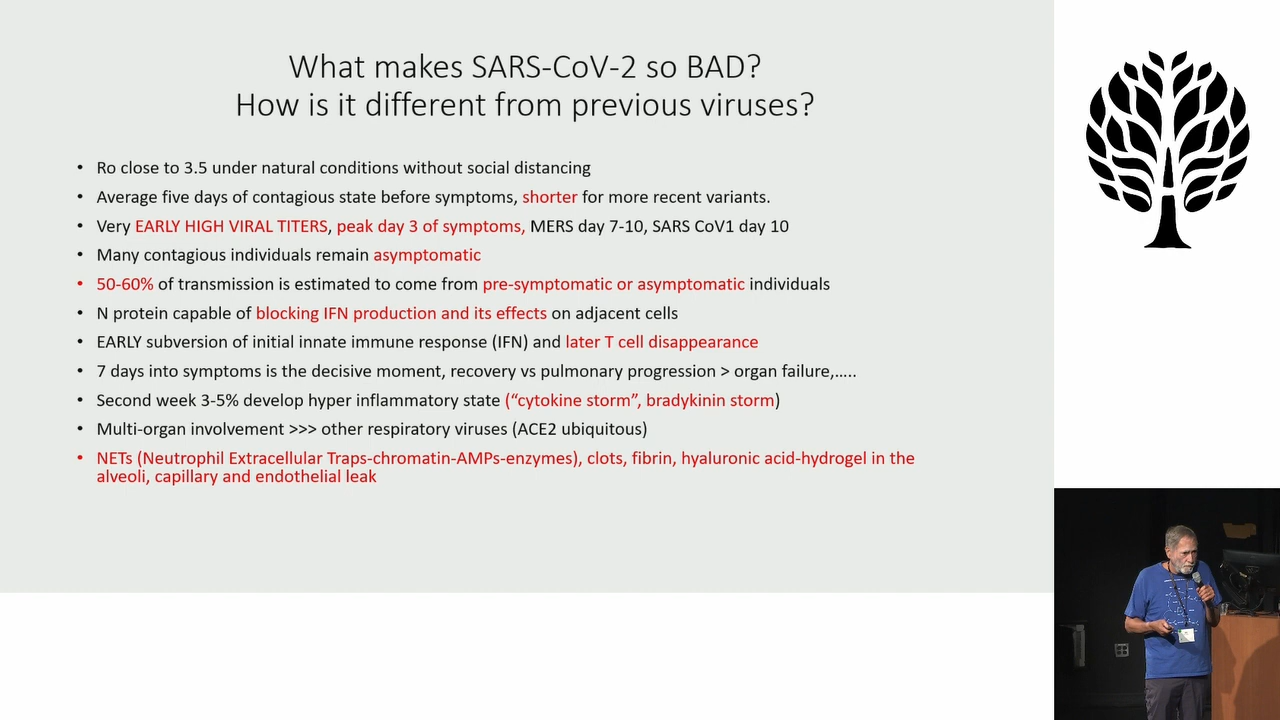 What makes SARS-CoV-2 so BAD?
How is it different from previous viruses?
• Ro close to 3.5 under natural conditions without social distancing
• Average five days of contagious state before symptoms, shorter for more recent variants.
• Very EARLY HIGH VIRAL TITERS, peak day 3 of symptoms, MERS day 7-10, SARS CoV1 day 10
• Many contagious individuals remain asymptomatic
• 50-60% of transmission is estimated to come from pre-symptomatic or asymptomatic individuals
• N protein capable of blocking IFN production and its effects on adjacent cells
• EARLY subversion of initial innate immune response (IFN) and later T cell disappearance
• 7 days into symptoms is the decisive moment, recovery vs pulmonary progression > organ failure,…..
• Second week 3-5% develop hyper inflammatory state (“cytokine storm”, bradykinin storm)
• Multi-organ involvement >>> other respiratory viruses (ACE2 ubiquitous)
• NETs (Neutrophil Extracellular Traps-chromatin-AMPs-enzymes), clots, fibrin, hyaluronic acid-hydrogel in the
alveoli, capillary and endothelial leak